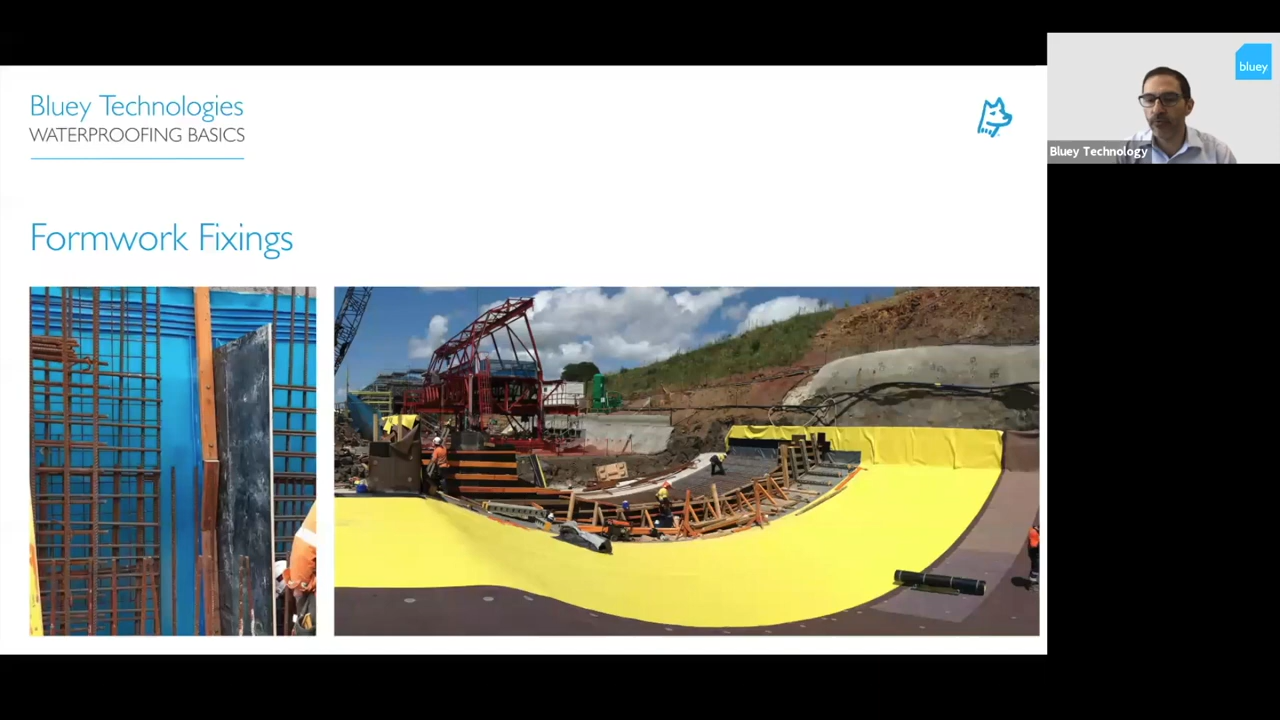 Bluey Technologies
WATERPROOFING BASICS
Formwork Fixings
bluey
Bluey Technology